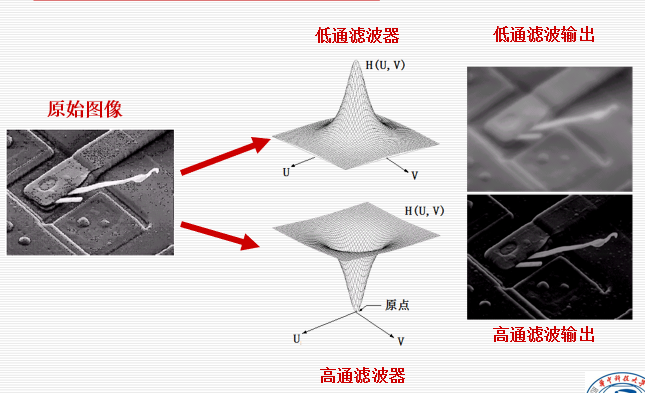 低通滤波器
低通滤波输出
H(U,V)
原始图像
U
V
H(U,V)
原点
U
V
高通滤波输出
高通滤波器